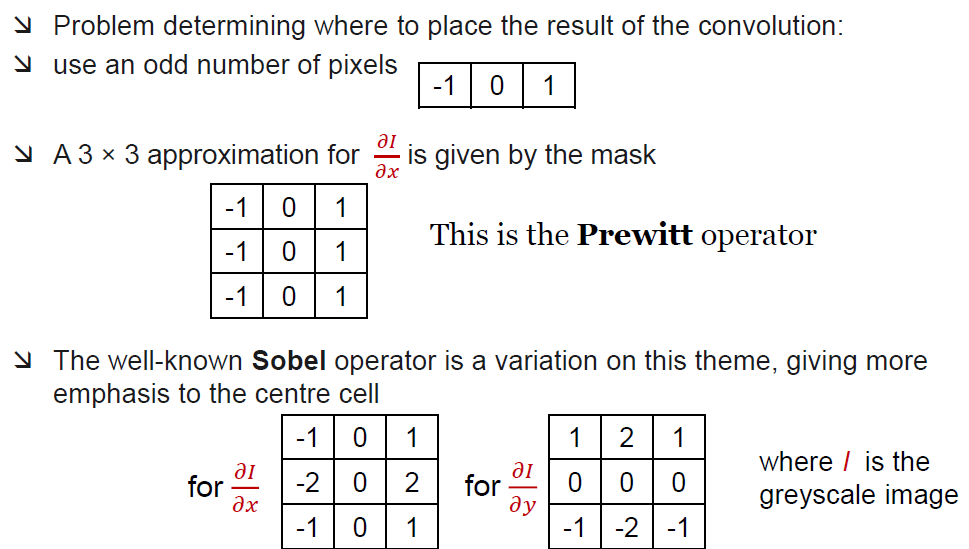 Problem determining where to place the result of the convolution:
use an odd number of pixels
-1 0 1
A 3 × 3 approximation for ∂I/∂x is given by the mask
-1 0 1
-1 0 1
-1 0 1
This is the Prewitt operator
The well-known Sobel operator is a variation on this theme, giving more
emphasis to the centre cell
for ∂I/∂x
-1 0 1
-2 0 2
-1 0 1
for ∂I/∂y
1 2 1
0 0 0
-1 -2 -1
where I is the
greyscale image